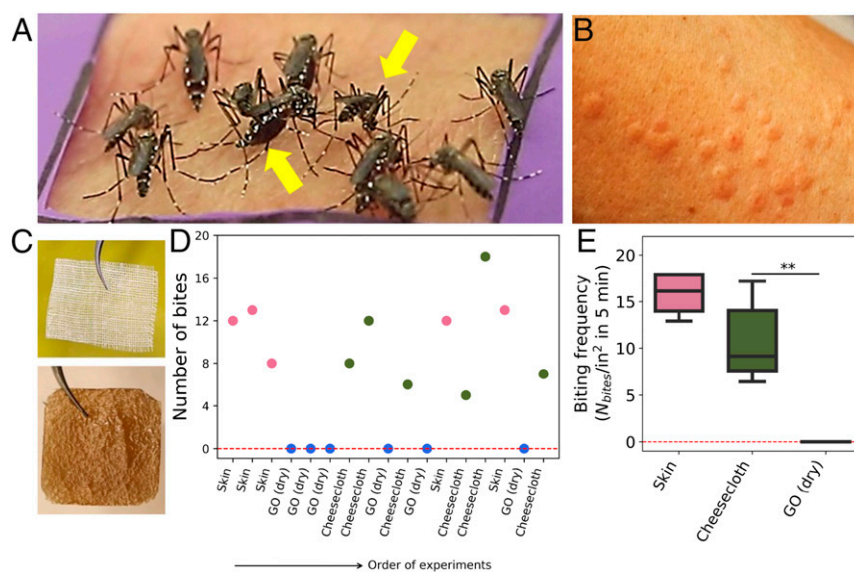 A
B
C
D
20
16
12
8
4
0
Number of bites
Skin
Skin
Skin
GO (dry)
GO (dry)
GO (dry)
Cheesecloth
Cheesecloth
GO (dry)
Cheesecloth
GO (dry)
Skin
Cheesecloth
Cheesecloth
Skin
GO (dry)
Cheesecloth
Order of experiments
E
20
15
10
5
0
Biting frequency
(N_bites/in² in 5 min)
**
Skin
Cheesecloth
GO (dry)